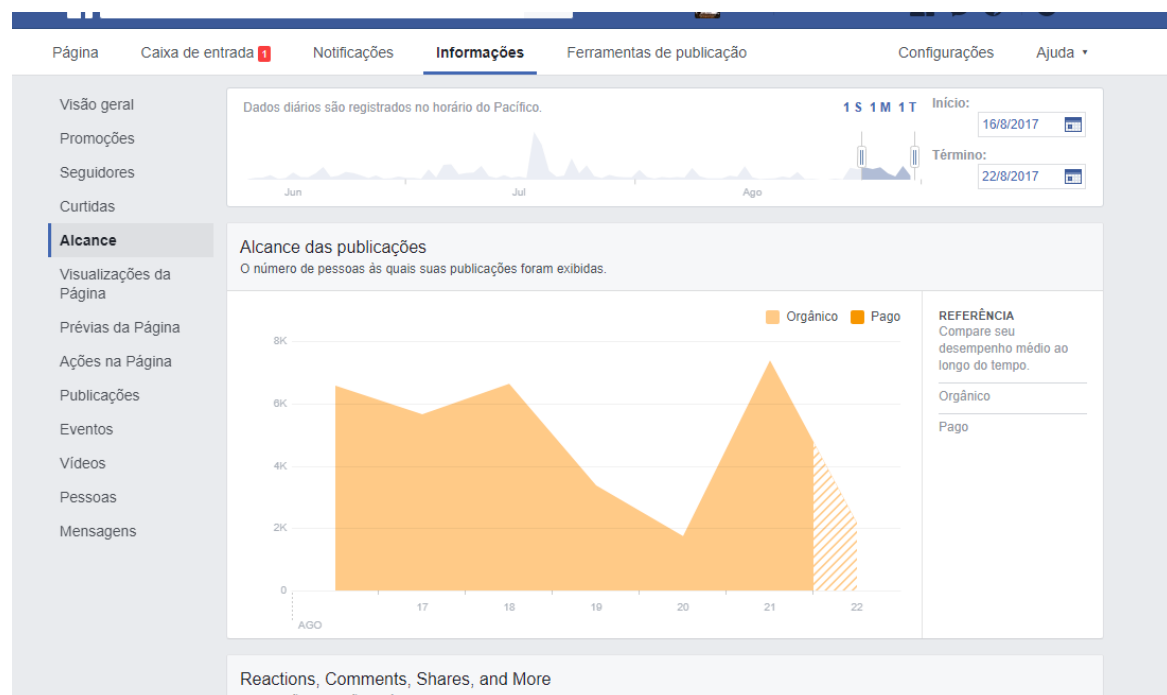 Página Caixa de entrada 1 Notificações Informações Ferramentas de publicação Configurações Ajuda
Visão geral
Promoções
Seguidores
Curtidas
Alcance
Visualizações da
Página
Prévias da Página
Ações na Página
Publicações
Eventos
Vídeos
Pessoas
Mensagens
Dados diários são registrados no horário do Pacífico.
1 S 1 M 1 T
Início:
16/8/2017
Término:
22/8/2017
Jun Jul Ago
Alcance das publicações
O número de pessoas às quais suas publicações foram exibidas.
Orgânico Pago
8K
6K
4K
2K
0
17 18 19 20 21 22
AGO
REFERÊNCIA
Compare seu
desempenho médio ao
longo do tempo.
Orgânico
Pago
Reactions, Comments, Shares, and More